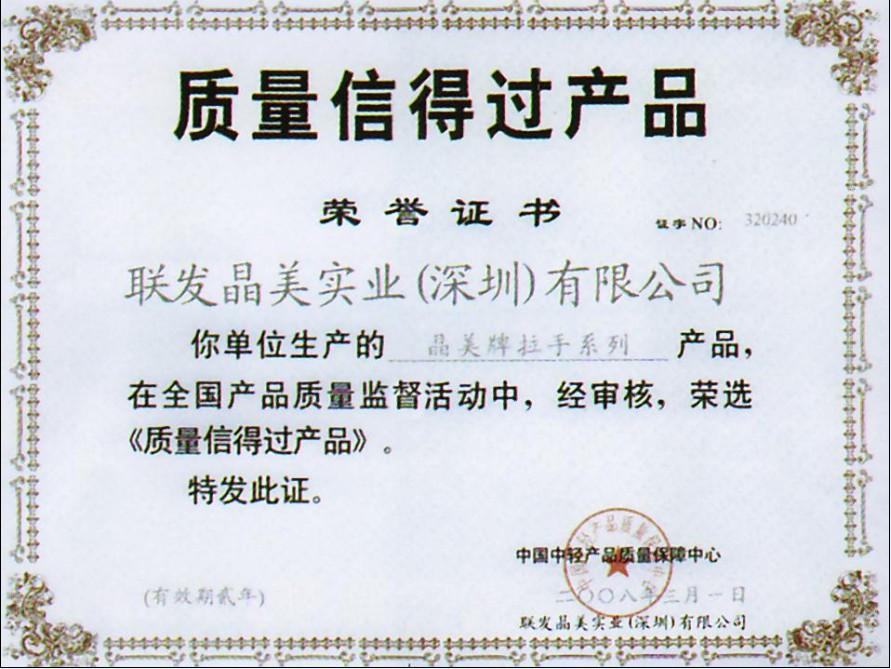 质量信得过产品
荣誉证书
证字NO: 320240
联发晶美实业(深圳)有限公司
你单位生产的 晶美牌拉手系列 产品,
在全国产品质量监督活动中，经审核，荣选
《质量信得过产品》。
特发此证。
中国中轻产品质量保障中心
(有效期贰年)
二〇〇八年三月一日
联发晶美实业(深圳)有限公司